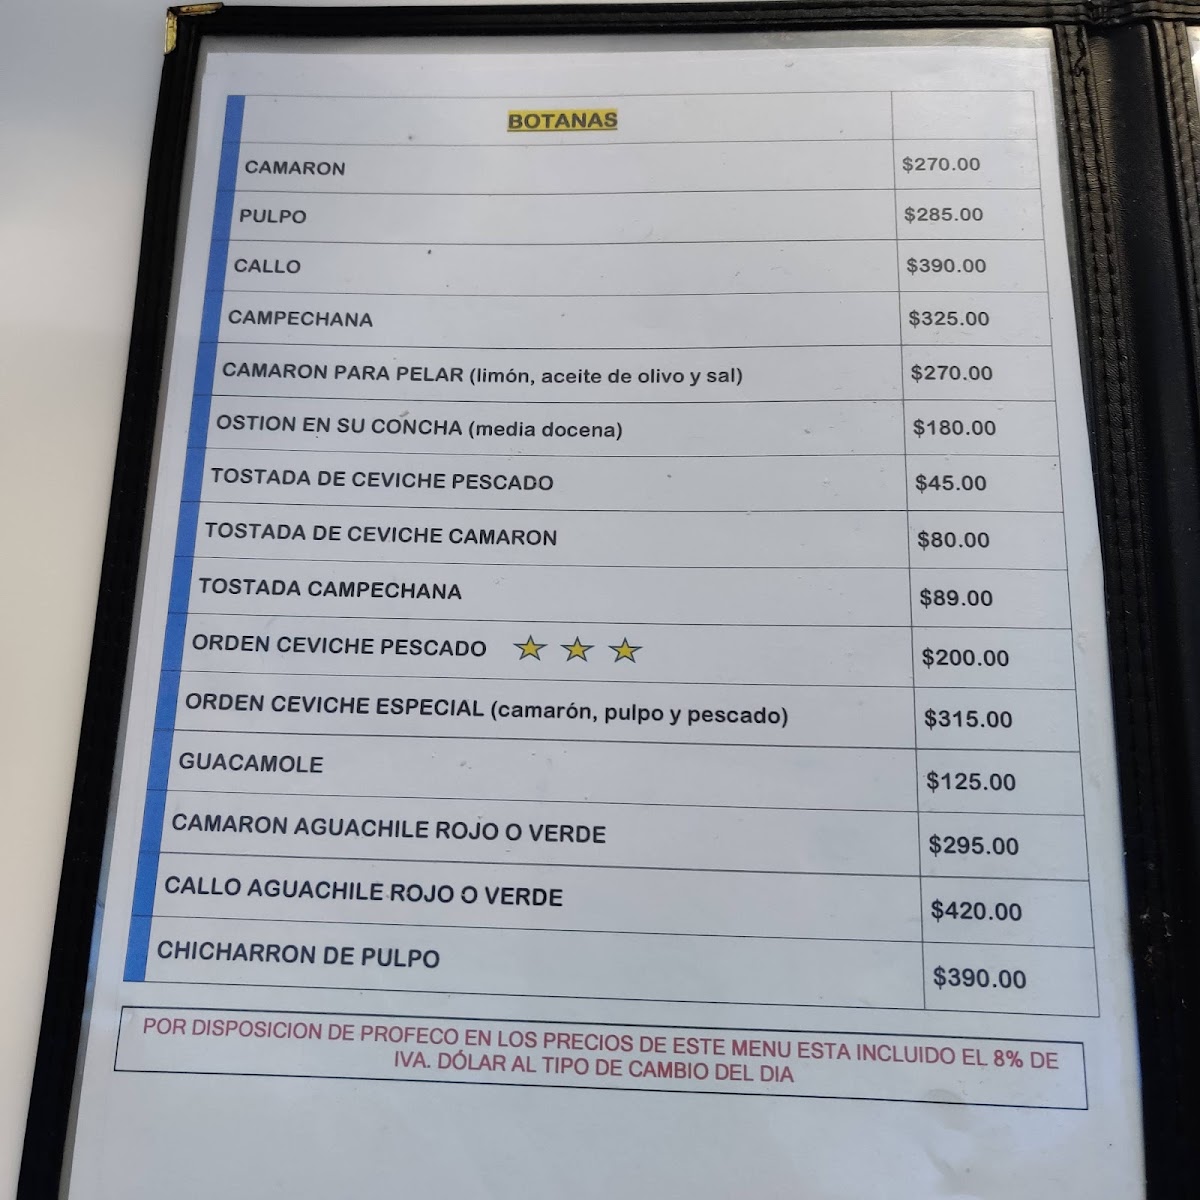 BOTANAS
CAMARON $270.00
PULPO $285.00
CALLO $390.00
CAMPECHANA $325.00
CAMARON PARA PELAR (limón, aceite de olivo y sal) $270.00
OSTION EN SU CONCHA (media docena) $180.00
TOSTADA DE CEVICHE PESCADO $45.00
TOSTADA DE CEVICHE CAMARON $80.00
TOSTADA CAMPECHANA $89.00
ORDEN CEVICHE PESCADO $200.00
ORDEN CEVICHE ESPECIAL (camarón, pulpo y pescado) $315.00
GUACAMOLE $125.00
CAMARON AGUACHILE ROJO O VERDE $295.00
CALLO AGUACHILE ROJO O VERDE $420.00
CHICHARRON DE PULPO $390.00
POR DISPOSICION DE PROFECO EN LOS PRECIOS DE ESTE MENU ESTA INCLUIDO EL 8% DE
IVA. DÓLAR AL TIPO DE CAMBIO DEL DIA